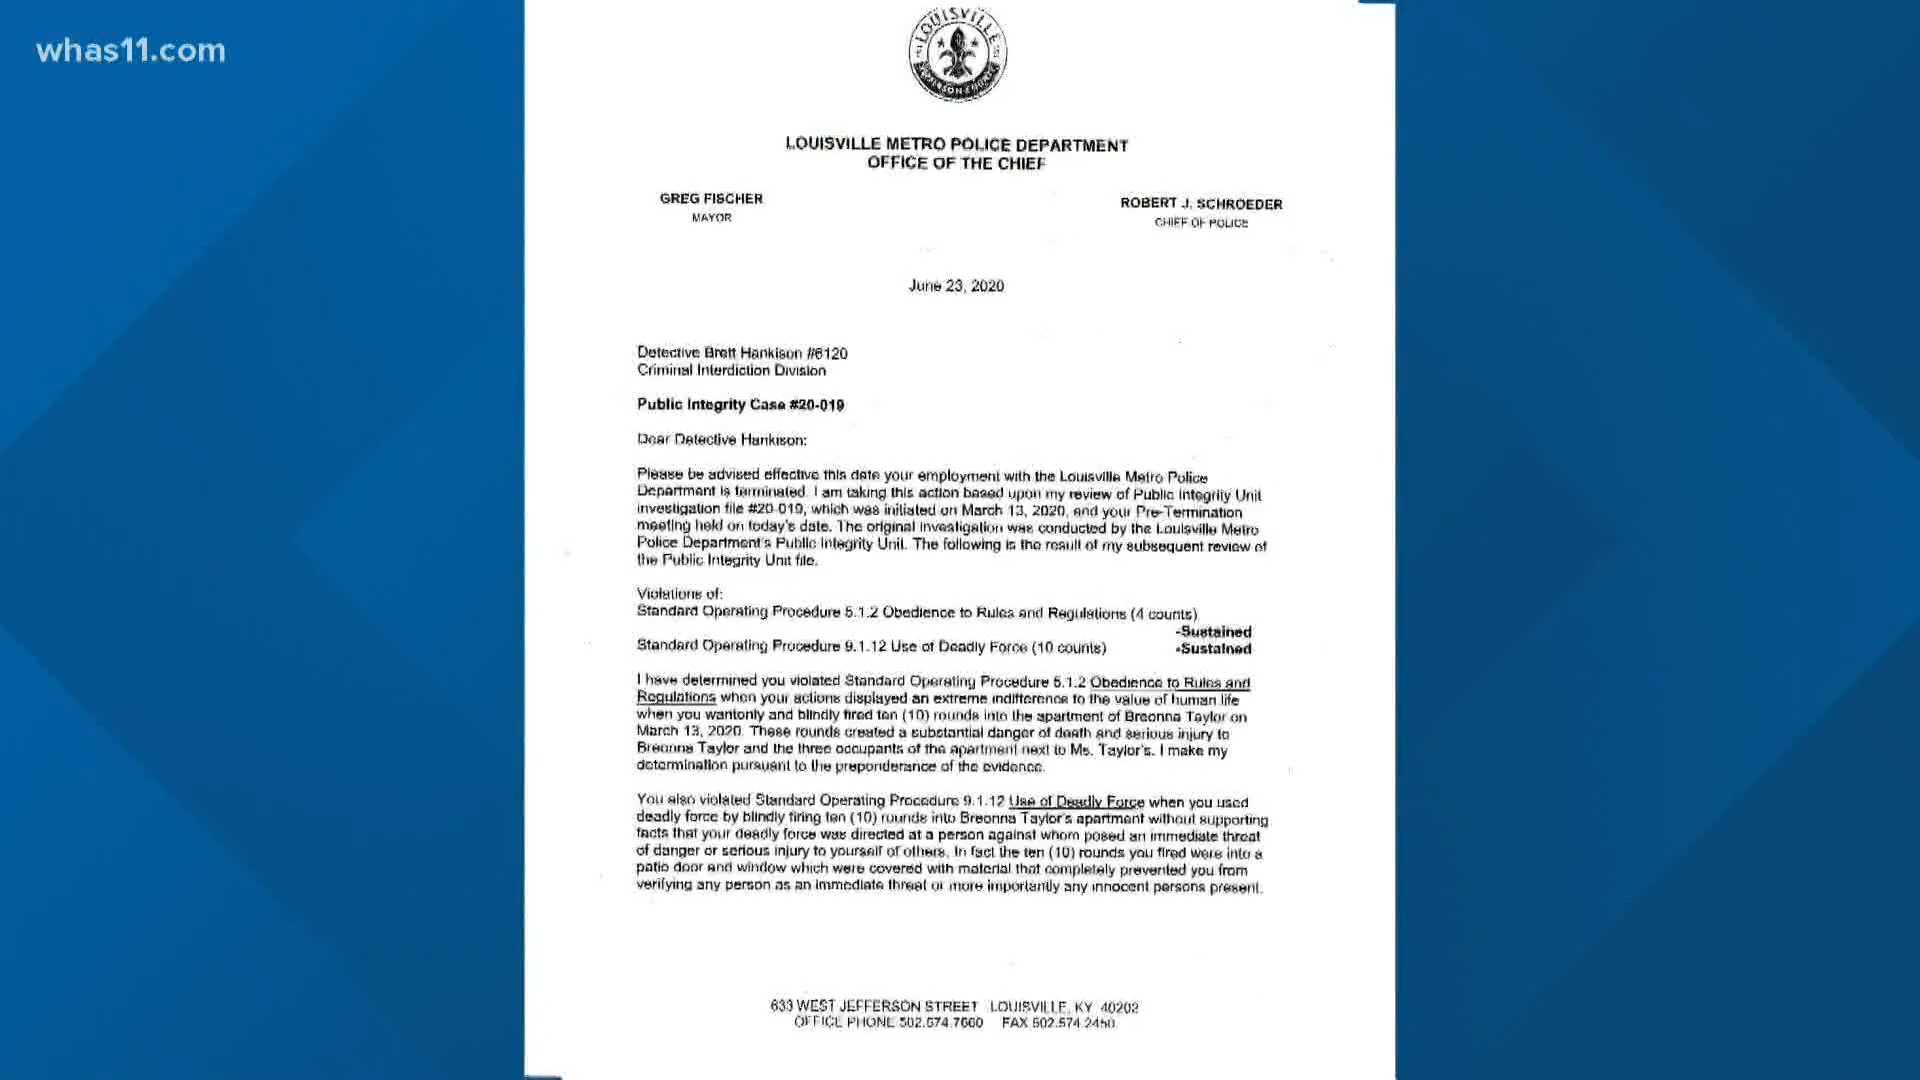 whas11.com
LOUISVILLE
LOUISVILLE METRO POLICE DEPARTMENT
OFFICE OF THE CHIEF
GREG FISCHER
MAYOR
ROBERT J. SCHROEDER
CHIEF OF POLICE
June 23, 2020
Detective Brett Hankison #6120
Criminal Interdiction Division
Public Integrity Case #20-019
Dear Detective Hankison:
Please be advised effective this date your employment with the Louisville Metro Police
Department is terminated. I am taking this action based upon my review of Public Integrity Unit
investigation file #20-019, which was initiated on March 13, 2020, and your Pre-Termination
meeting held on today's date. The original investigation was conducted by the Louisville Metro
Police Department's Public Integrity Unit. The following is the result of my subsequent review of
the Public Integrity Unit file.
Violations of:
Standard Operating Procedure 5.1.2 Obedience to Rules and Regulations (4 counts)
-Sustained
Standard Operating Procedure 9.1.12 Use of Deadly Force (10 counts) -Sustained
I have determined you violated Standard Operating Procedure 5.1.2 Obedience to Rules and
Regulations when your actions displayed an extreme indifference to the value of human life
when you wantonly and blindly fired ten (10) rounds into the apartment of Breonna Taylor on
March 13, 2020. These rounds created a substantial danger of death and serious injury to
Breonna Taylor and the three occupants of the apartment next to Ms. Taylor's. I make my
determination pursuant to the preponderance of the evidence.
You also violated Standard Operating Procedure 9.1.12 Use of Deadly Force when you used
deadly force by blindly firing ten (10) rounds into Breonna Taylor's apartment without supporting
facts that your deadly force was directed at a person against whom posed an immediate threat
of danger or serious injury to yourself of others. In fact the ten (10) rounds you fired were into a
patio door and window which were covered with material that completely prevented you from
verifying any person as an immediate threat or more importantly any innocent persons present.
633 WEST JEFFERSON STREET LOUISVILLE, KY 40202
OFFICE PHONE 502.574.7660 FAX 502.574.2450